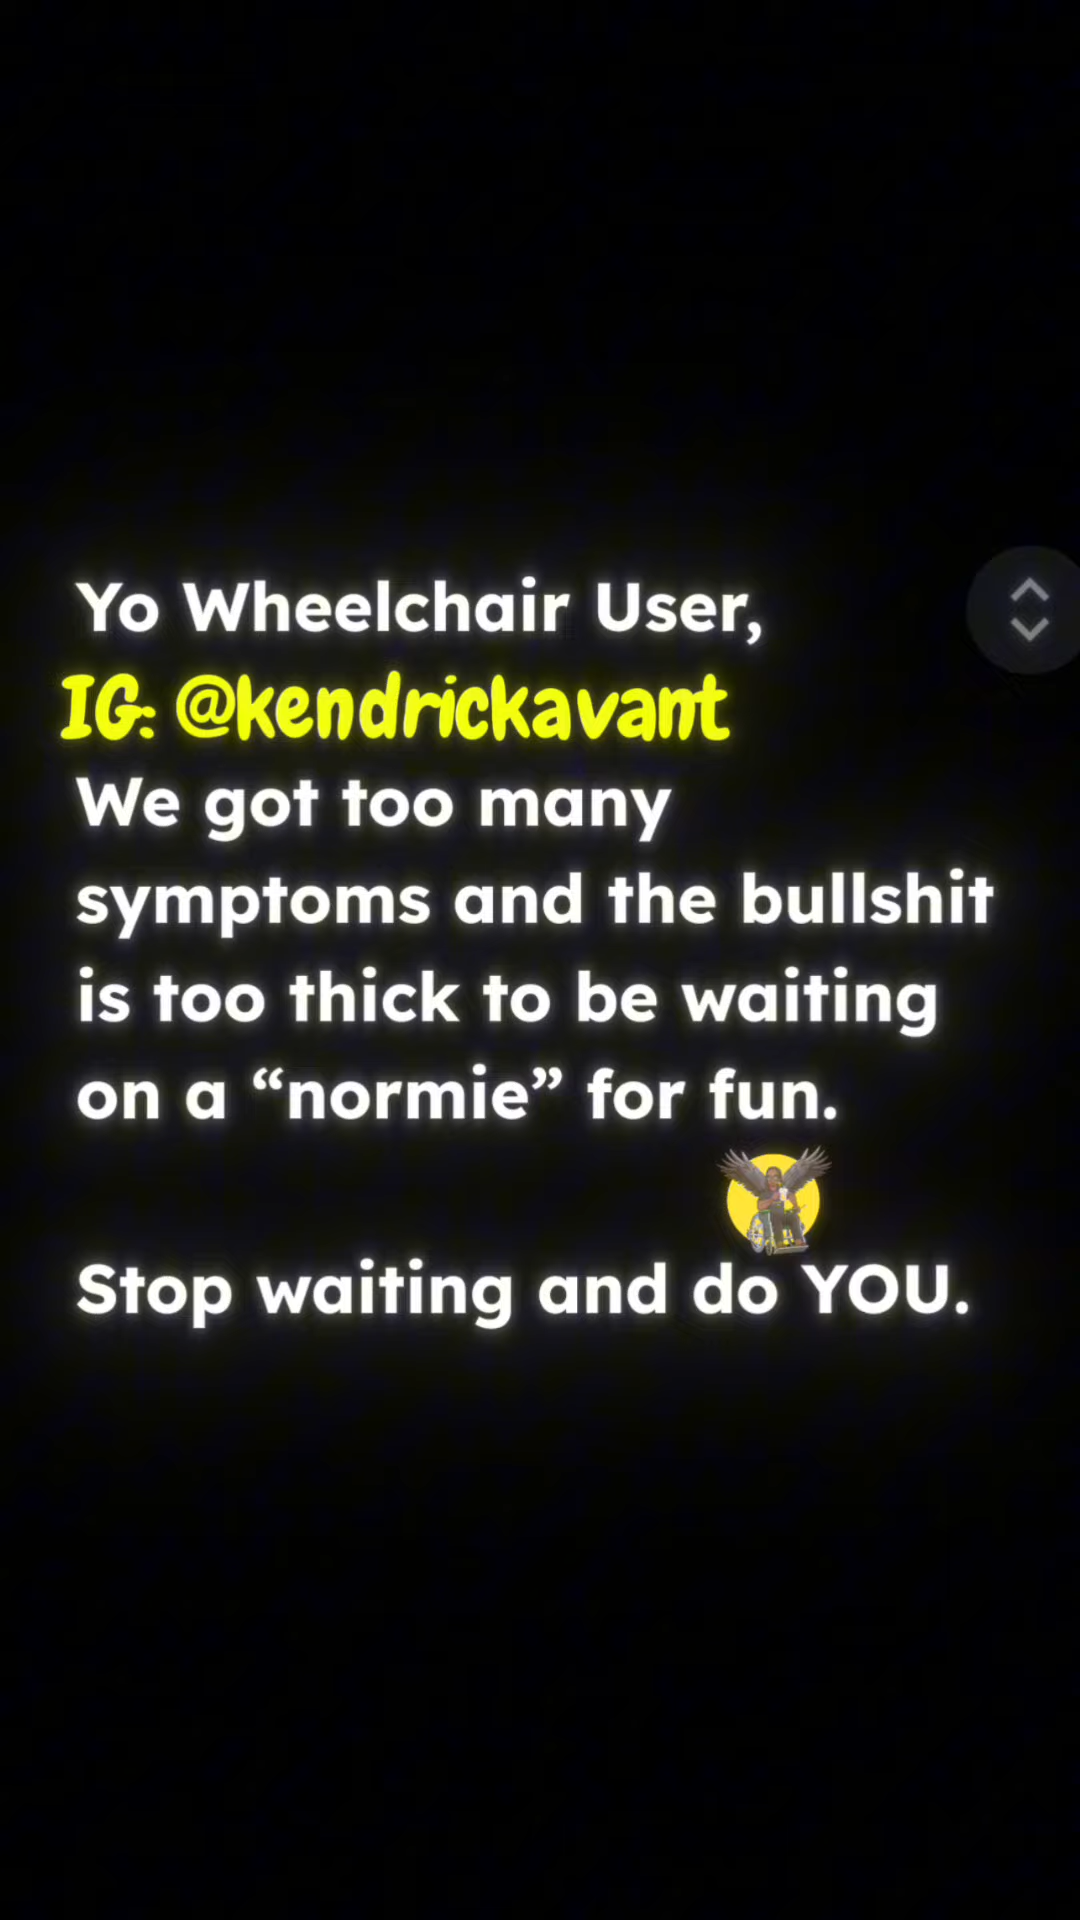 Yo Wheelchair User,
IG: @kendrickavant
We got too many
symptoms and the bullshit
is too thick to be waiting
on a “normie” for fun.
Stop waiting and do YOU.